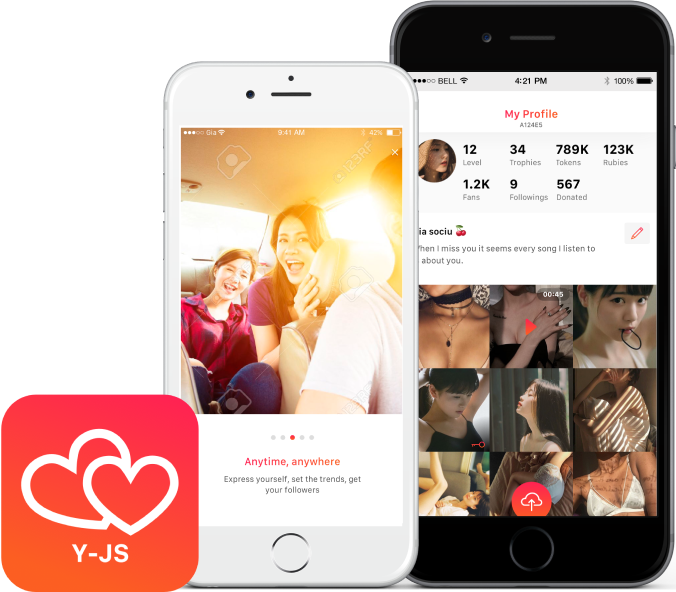 ●●●○○ Gia
9:41 AM
42%
123RF
×
Anytime, anywhere
Express yourself, set the trends, get
your followers
BELL
4:21 PM
100%
My Profile
A124E5
12
Level
34
Trophies
789K
Tokens
123K
Rubies
1.2K
Fans
9
Followings
567
Donated
ia sociu 🍒
hen I miss you it seems every song I listen to
about you.
00:45
Y-JS